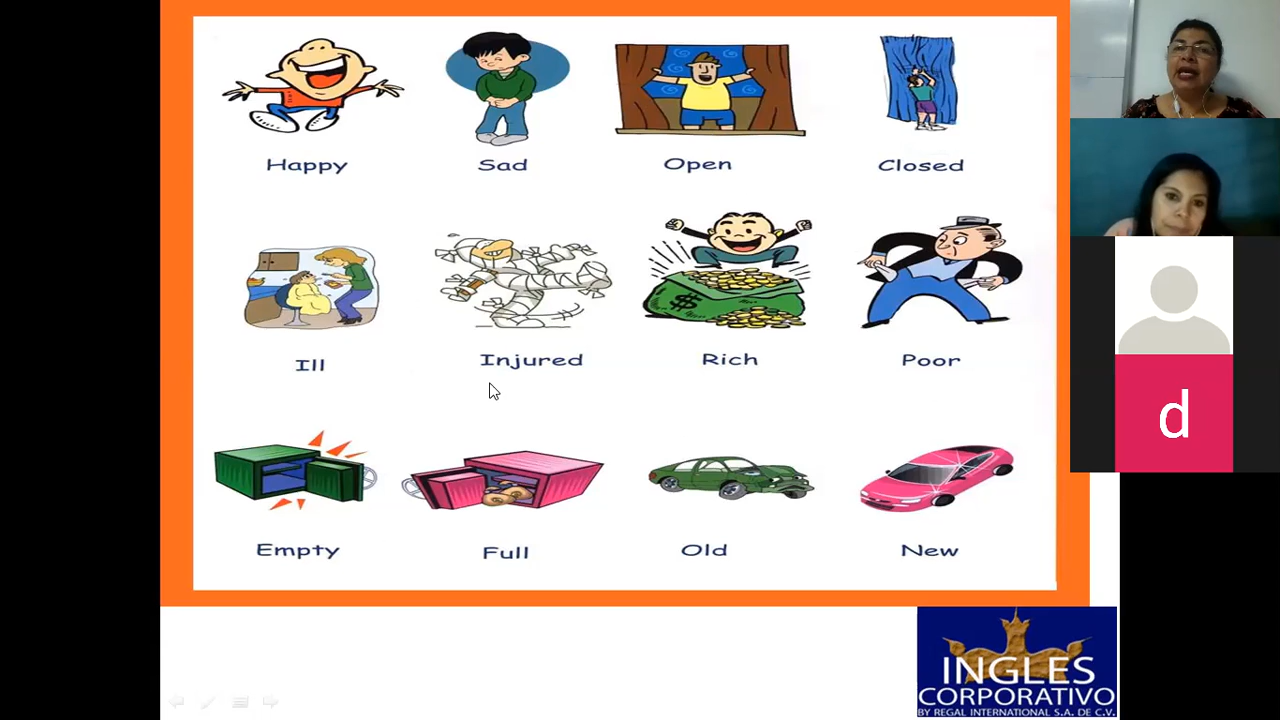 Happy
Sad
Open
Closed
Ill
Injured
$
Rich
Poor
Empty
Full
Old
New
d
INGLES
CORPORATIVO
BY REGAL INTERNATIONAL S.A. DE C.V.